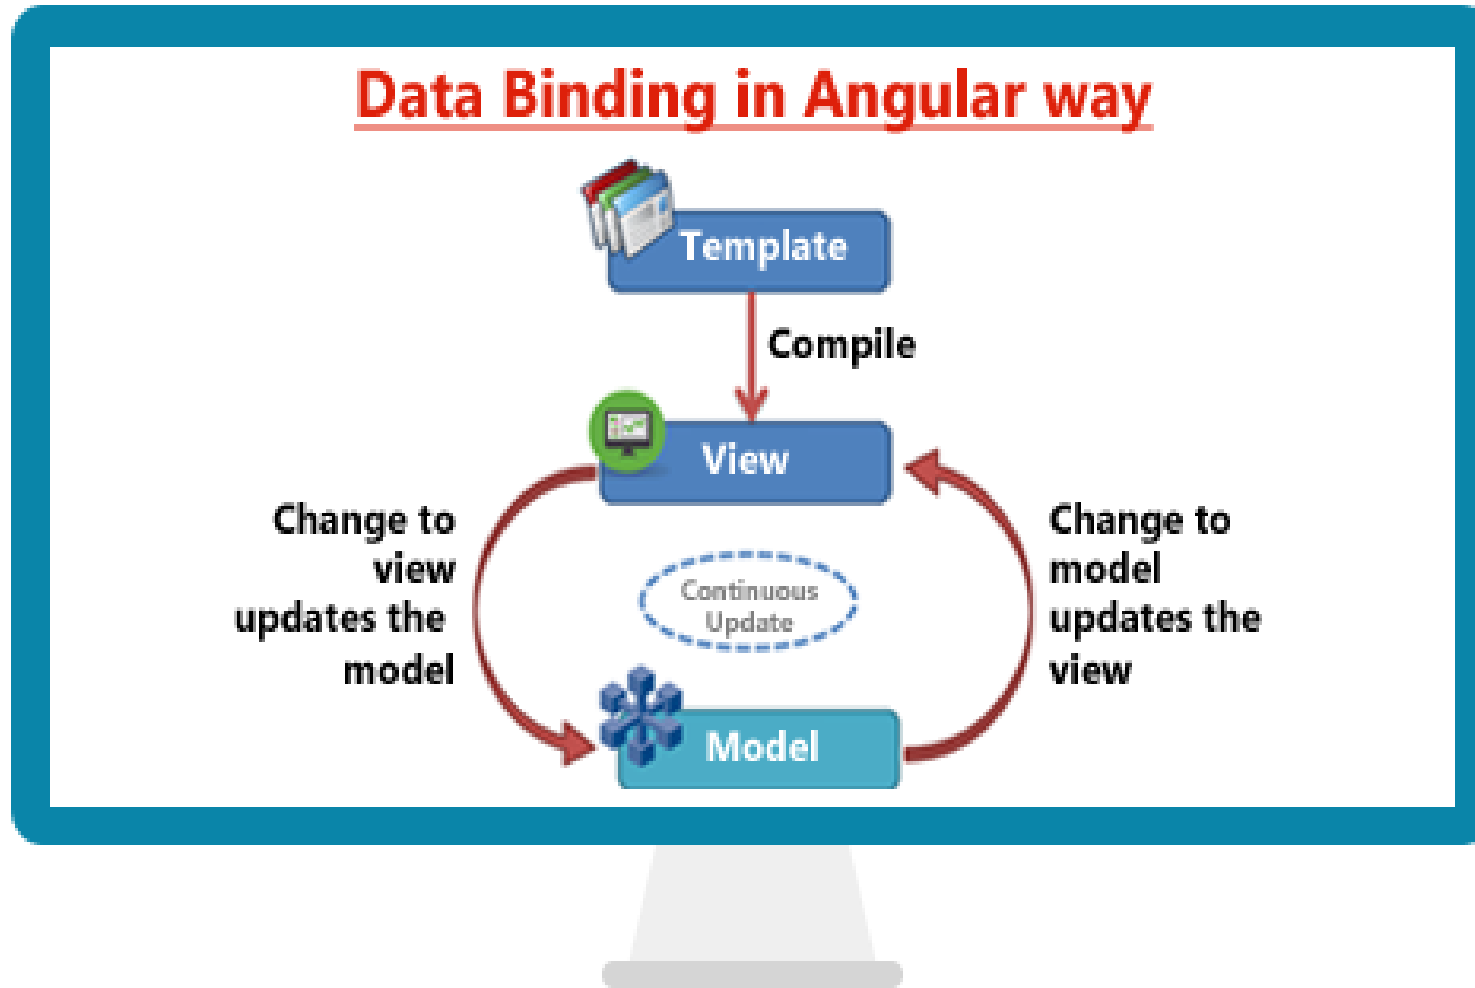 Data Binding in Angular way
Template
Compile
View
Change to
view
updates the
model
Continuous
Update
Change to
model
updates the
view
Model